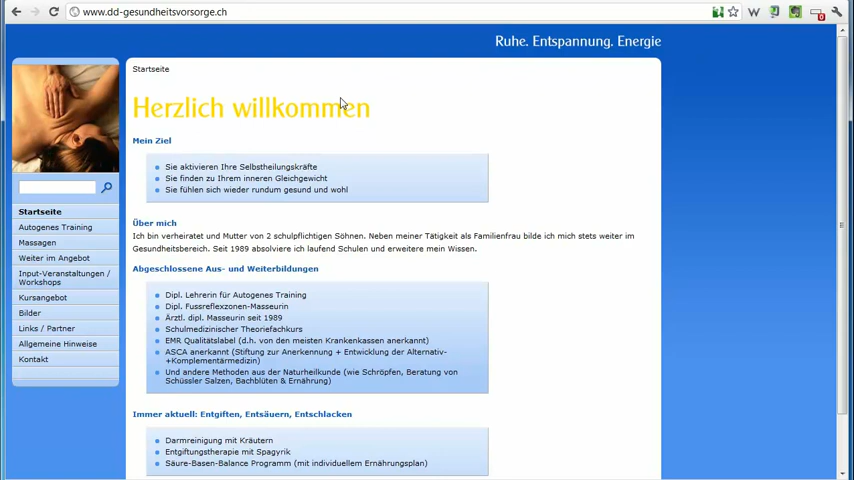 www.dd-gesundheitsvorsorge.ch
Ruhe. Entspannung. Energie
Startseite
Herzlich willkommen
Mein Ziel
Sie aktivieren Ihre Selbstheilungskräfte
Sie finden zu Ihrem inneren Gleichgewicht
Sie fühlen sich wieder rundum gesund und wohl
Startseite
Autogenes Training
Massagen
Weiter im Angebot
Input-Veranstaltungen /
Workshops
Kursangebot
Bilder
Links / Partner
Allgemeine Hinweise
Kontakt
Über mich
Ich bin verheiratet und Mutter von 2 schulpflichtigen Söhnen. Neben meiner Tätigkeit als Familienfrau bilde ich mich stets weiter im
Gesundheitsbereich. Seit 1989 absolviere ich laufend Schulen und erweitere mein Wissen.
Abgeschlossene Aus- und Weiterbildungen
Dipl. Lehrerin für Autogenes Training
Dipl. Fussreflexzonen-Masseurin
Ärztl. dipl. Masseurin seit 1989
Schulmedizinischer Theoriefachkurs
EMR Qualitätslabel (d.h. von den meisten Krankenkassen anerkannt)
ASCA anerkannt (Stiftung zur Anerkennung + Entwicklung der Alternativ-
+Komplementärmedizin)
Und andere Methoden aus der Naturheilkunde (wie Schröpfen, Beratung von
Schüssler Salzen, Bachblüten & Ernährung)
Immer aktuell: Entgiften, Entsäuern, Entschlacken
Darmreinigung mit Kräutern
Entgiftungstherapie mit Spagyrik
Säure-Basen-Balance Programm (mit individuellem Ernährungsplan)